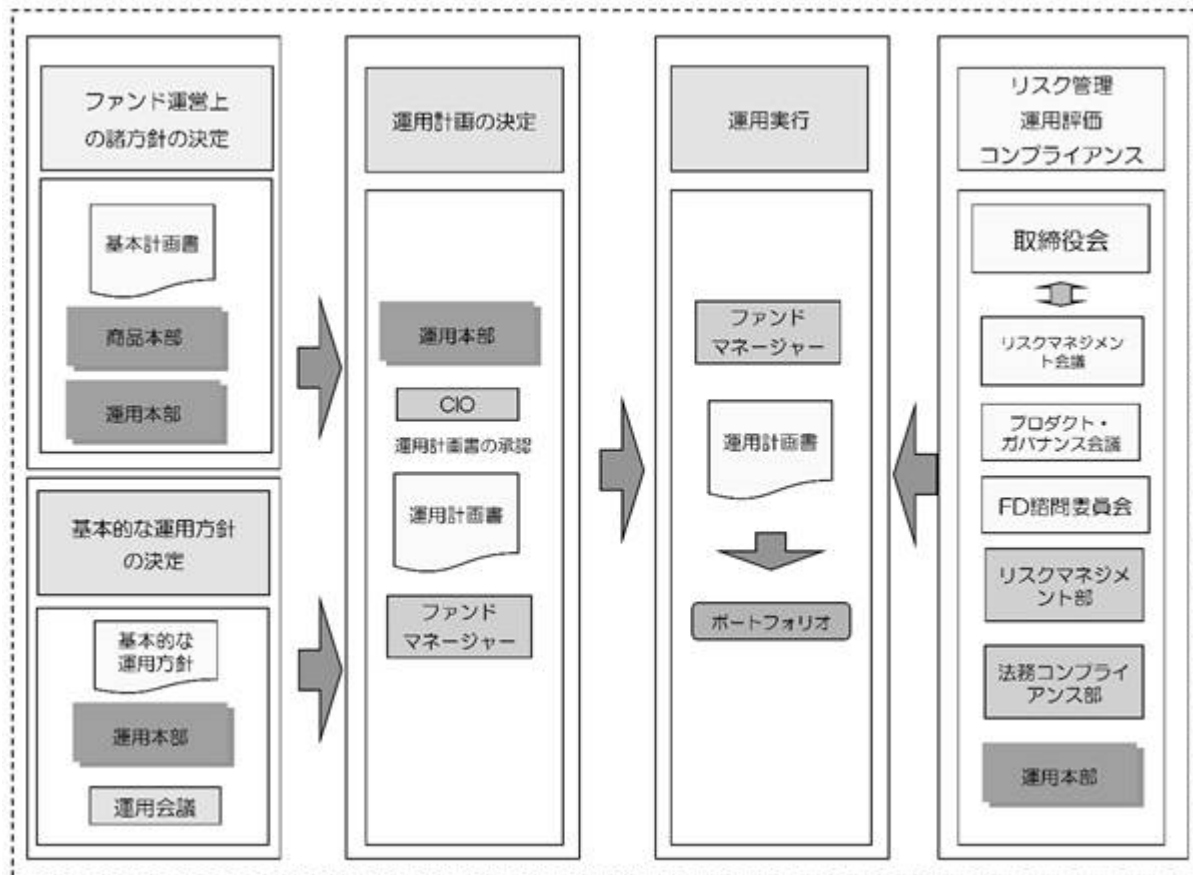 ファンド運営上
の諸方針の決定
基本計画書
商品本部
運用本部
基本的な運用方針
の決定
基本的な
運用方針
運用本部
運用会議
運用計画の決定
運用本部
CIO
運用計画書の承認
運用計画書
ファンド
マネージャー
運用実行
ファンド
マネージャー
運用計画書
ポートフォリオ
リスク管理
運用評価
コンプライアンス
取締役会
リスクマネジメン
ト会議
プロダクト・
ガバナンス会議
FD諮問委員会
リスクマネジメ
ント部
法務コンプライ
アンス部
運用本部